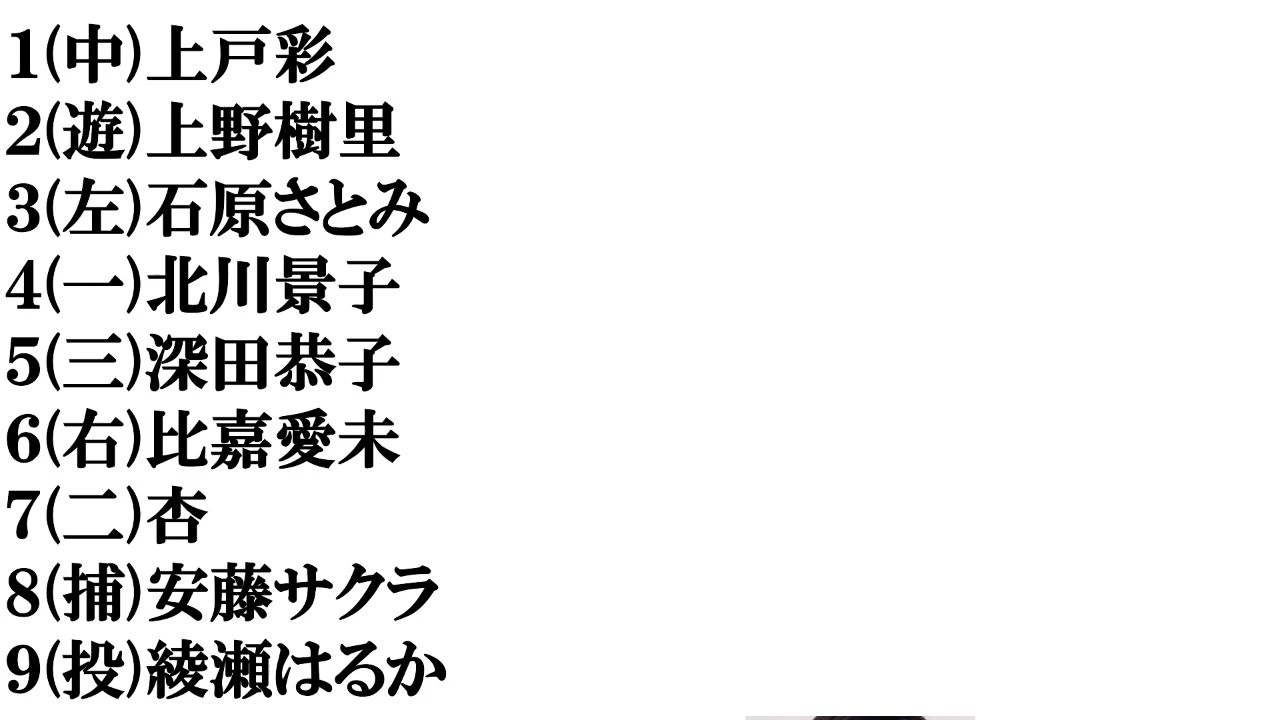 1(中)上戸彩
2(遊)上野樹里
3(左)石原さとみ
4(一)北川景子
5(三)深田恭子
6(右)比嘉愛未
7(二)杏
8(捕)安藤サクラ
9(投)綾瀬はるか